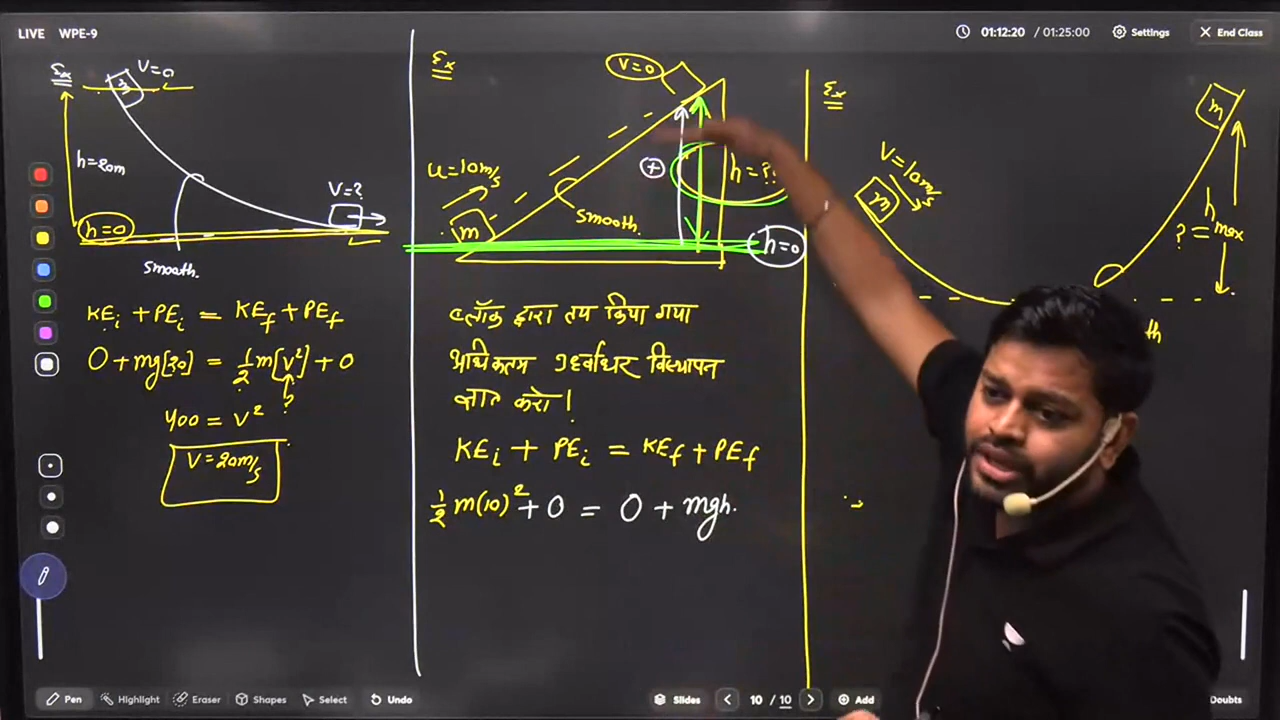 LIVE WPE-9
01:12:20 / 01:25:00 Settings End Class
Ex
V=0
m
h=20m
V=?
h=0
Smooth.
KEi + PEi = KEf + PEf
0 + mg[20] = 1/2 m[v²] + 0
?
400 = v²
V = 20m/s
Ex
V=0
u=10m/s
m
+
h=??
Smooth.
h=0
ब्लॉक द्वारा तय किया गया
अधिकतम ऊर्ध्वाधर विस्थापन
ज्ञात करो!
KEi + PEi = KEf + PEf
1/2 m(10)² + 0 = 0 + mgh.
Ex
m
V=10m/s
m
h max
? =
th
Pen Highlight Eraser Shapes Select Undo Slides 10 / 10 Add Doubts